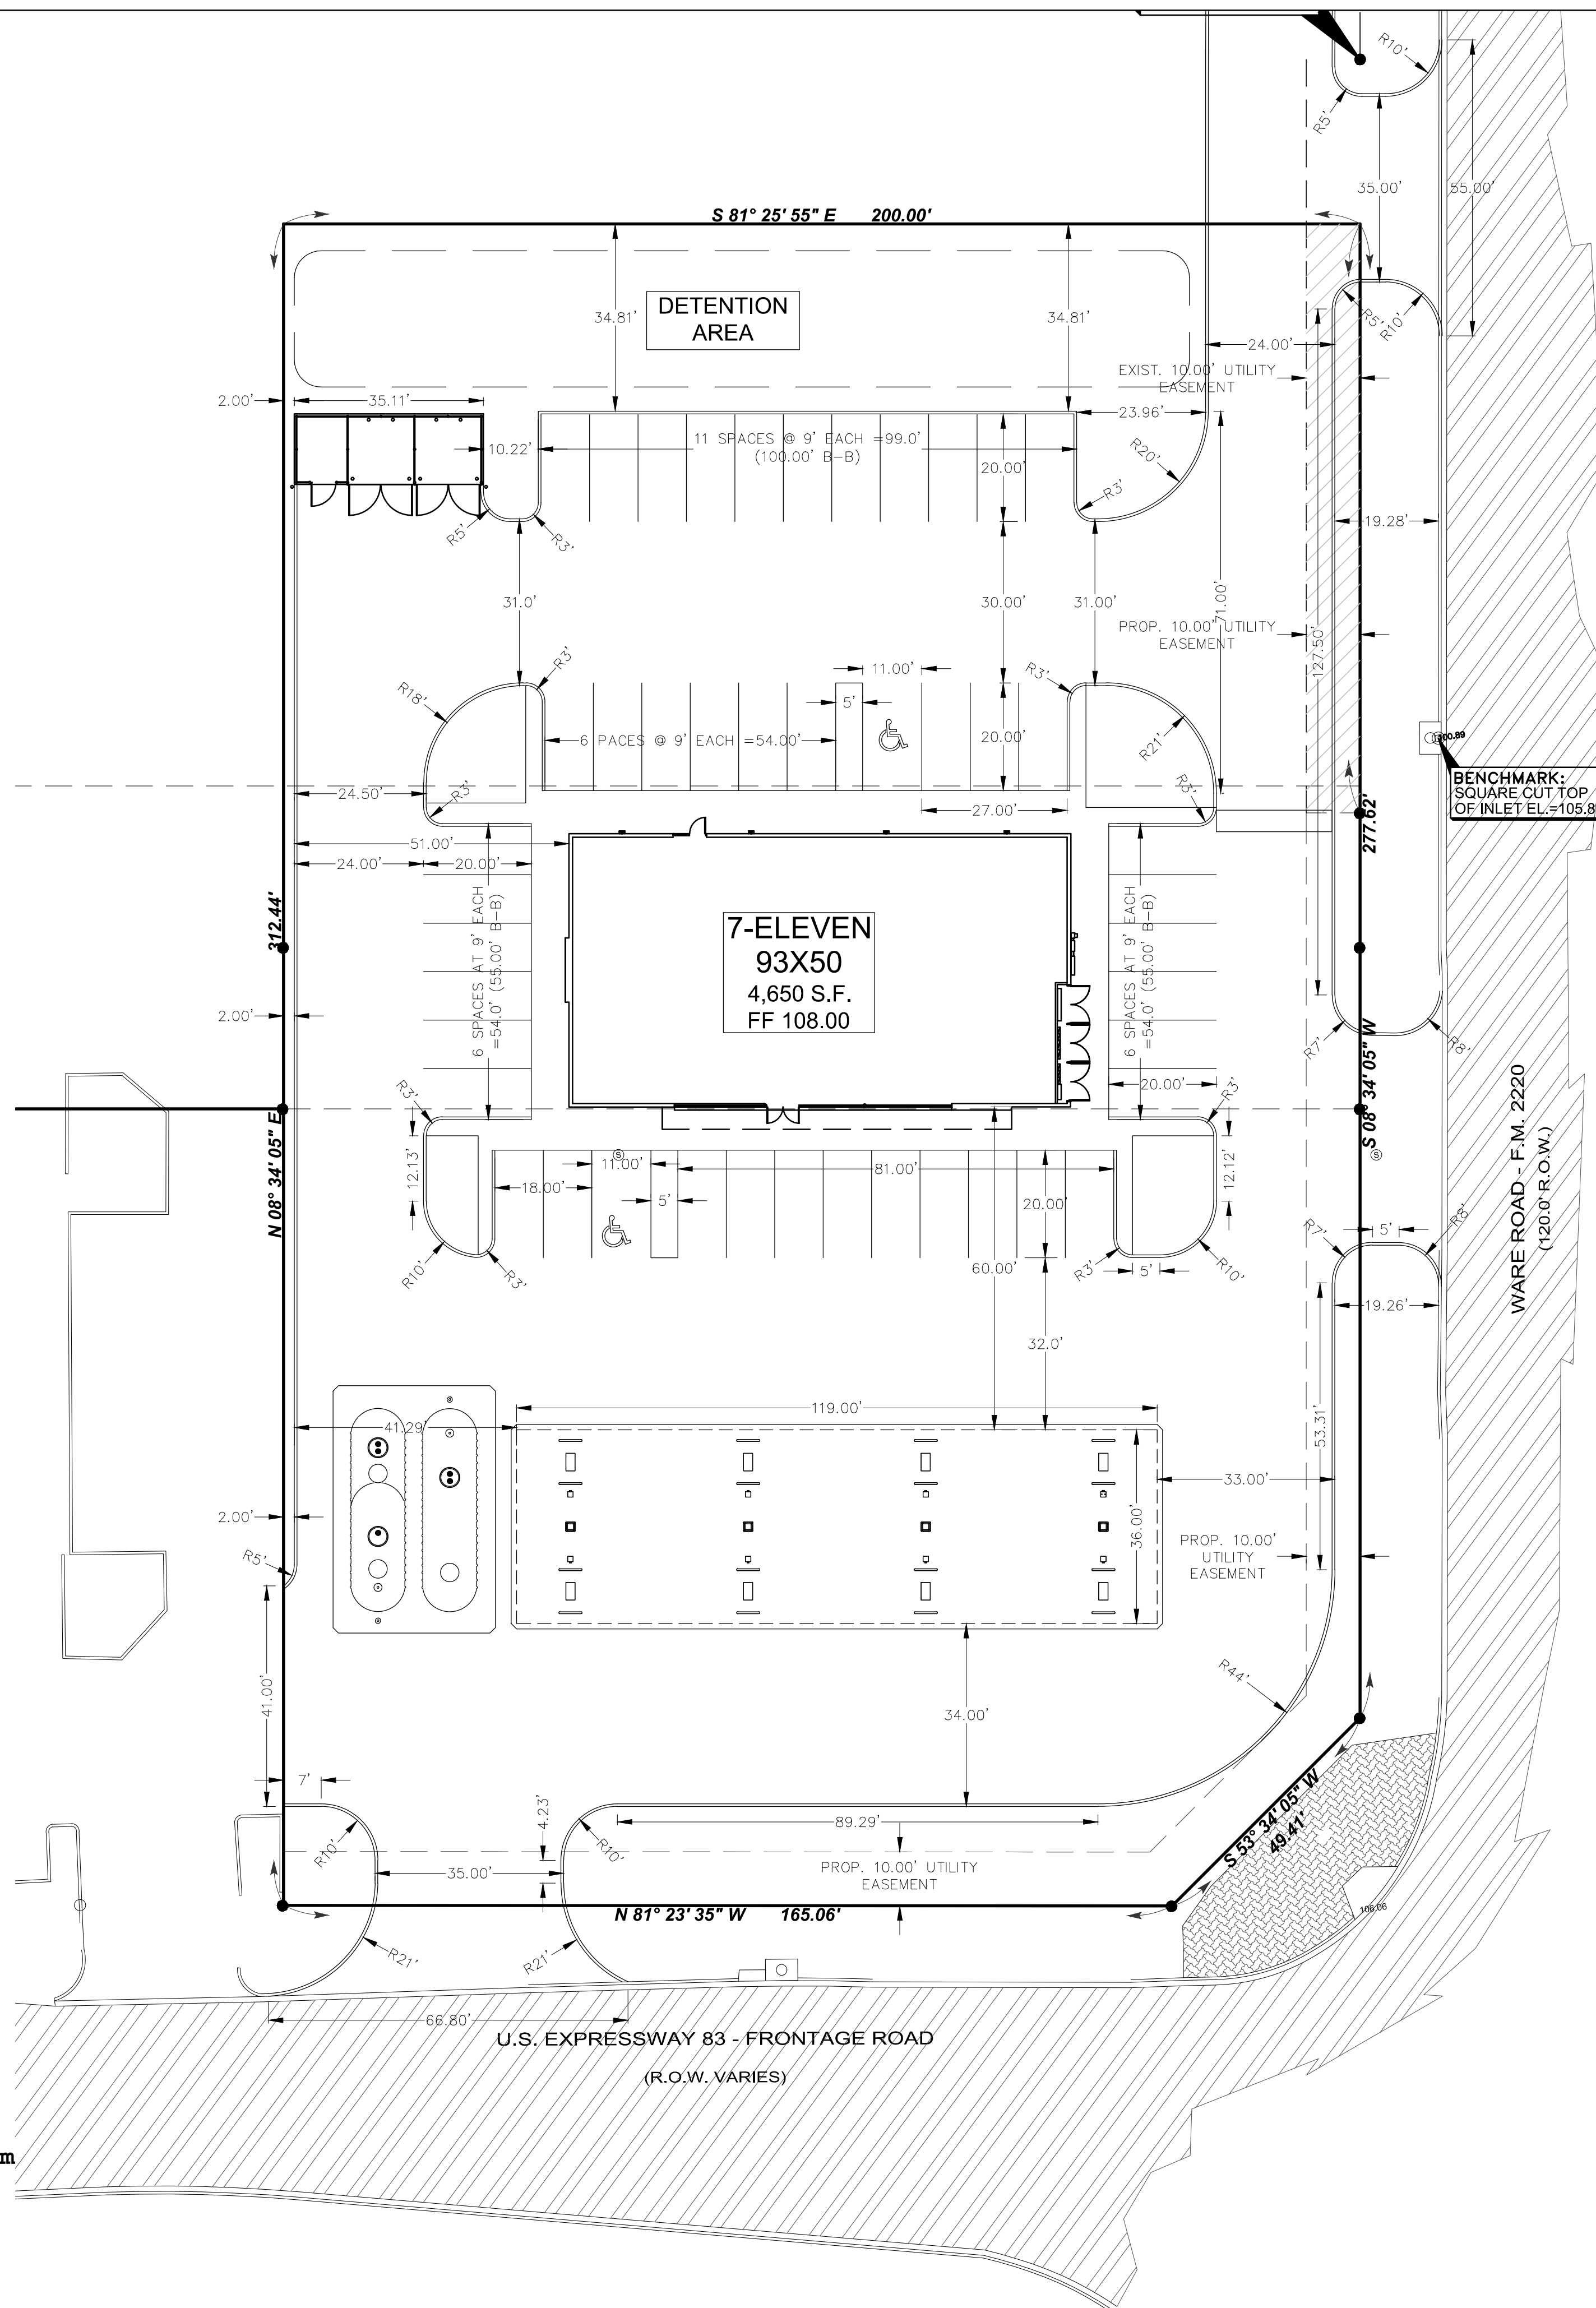 R10'
R5'
35.00'
55.00'
S 81° 25' 55" E 200.00'
DETENTION
AREA
34.81'
34.81'
R5'
R10'
24.00'
EXIST. 10.00' UTILITY
EASEMENT
2.00'
35.11'
23.96'
10.22'
11 SPACES @ 9' EACH =99.0'
(100.00' B-B)
20.00'
R20'
R3'
R5'
R3'
19.28'
31.0'
30.00'
31.00'
71.00'
PROP. 10.00' UTILITY
EASEMENT
127.50'
R3'
R3'
11.00'
R18'
5'
R21'
6 PACES @ 9' EACH =54.00'
20.00'
100.89
BENCHMARK:
SQUARE CUT TOP
OF INLET EL.=105.8
24.50'
R3'
R3'
27.00'
277.62'
51.00'
24.00'
20.00'
312.44'
6 SPACES AT 9' EACH
=54.0' (55.00' B-B)
7-ELEVEN
93X50
4,650 S.F.
FF 108.00
6 SPACES AT 9' EACH
=54.0' (55.00' B-B)
2.00'
R7'
R8'
S 08° 34' 05" W
20.00'
R3'
R3'
N 08° 34' 05" E
WARE ROAD - F.M. 2220
(120.0' R.O.W.)
12.13'
S
11.00'
81.00'
12.12'
S
18.00'
5'
20.00'
R7'
5'
R8'
R10'
R3'
60.00'
R3'
5'
R10'
19.26'
32.0'
119.00'
41.29'
53.31'
33.00'
36.00'
2.00'
R5'
PROP. 10.00'
UTILITY
EASEMENT
41.00'
R44'
34.00'
7'
4.23'
89.29'
R10'
R10'
35.00'
PROP. 10.00' UTILITY
EASEMENT
S 53° 34' 05" W
49.41'
N 81° 23' 35" W 165.06'
106.06
R21'
R21'
66.80'
U.S. EXPRESSWAY 83 - FRONTAGE ROAD
(R.O.W. VARIES)
m